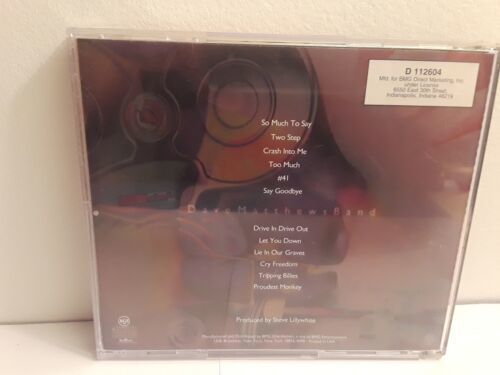 D 112604
Mfd. for BMG Direct Marketing, Inc.
under License
6550 East 30th Street,
Indianapolis, Indiana 46219
So Much To Say
Two Step
Crash Into Me
Too Much
#41
Say Goodbye
Dave Matthews Band
Drive In Drive Out
Let You Down
Lie In Our Graves
Cry Freedom
Tripping Billies
Proudest Monkey
Produced by Steve Lillywhite